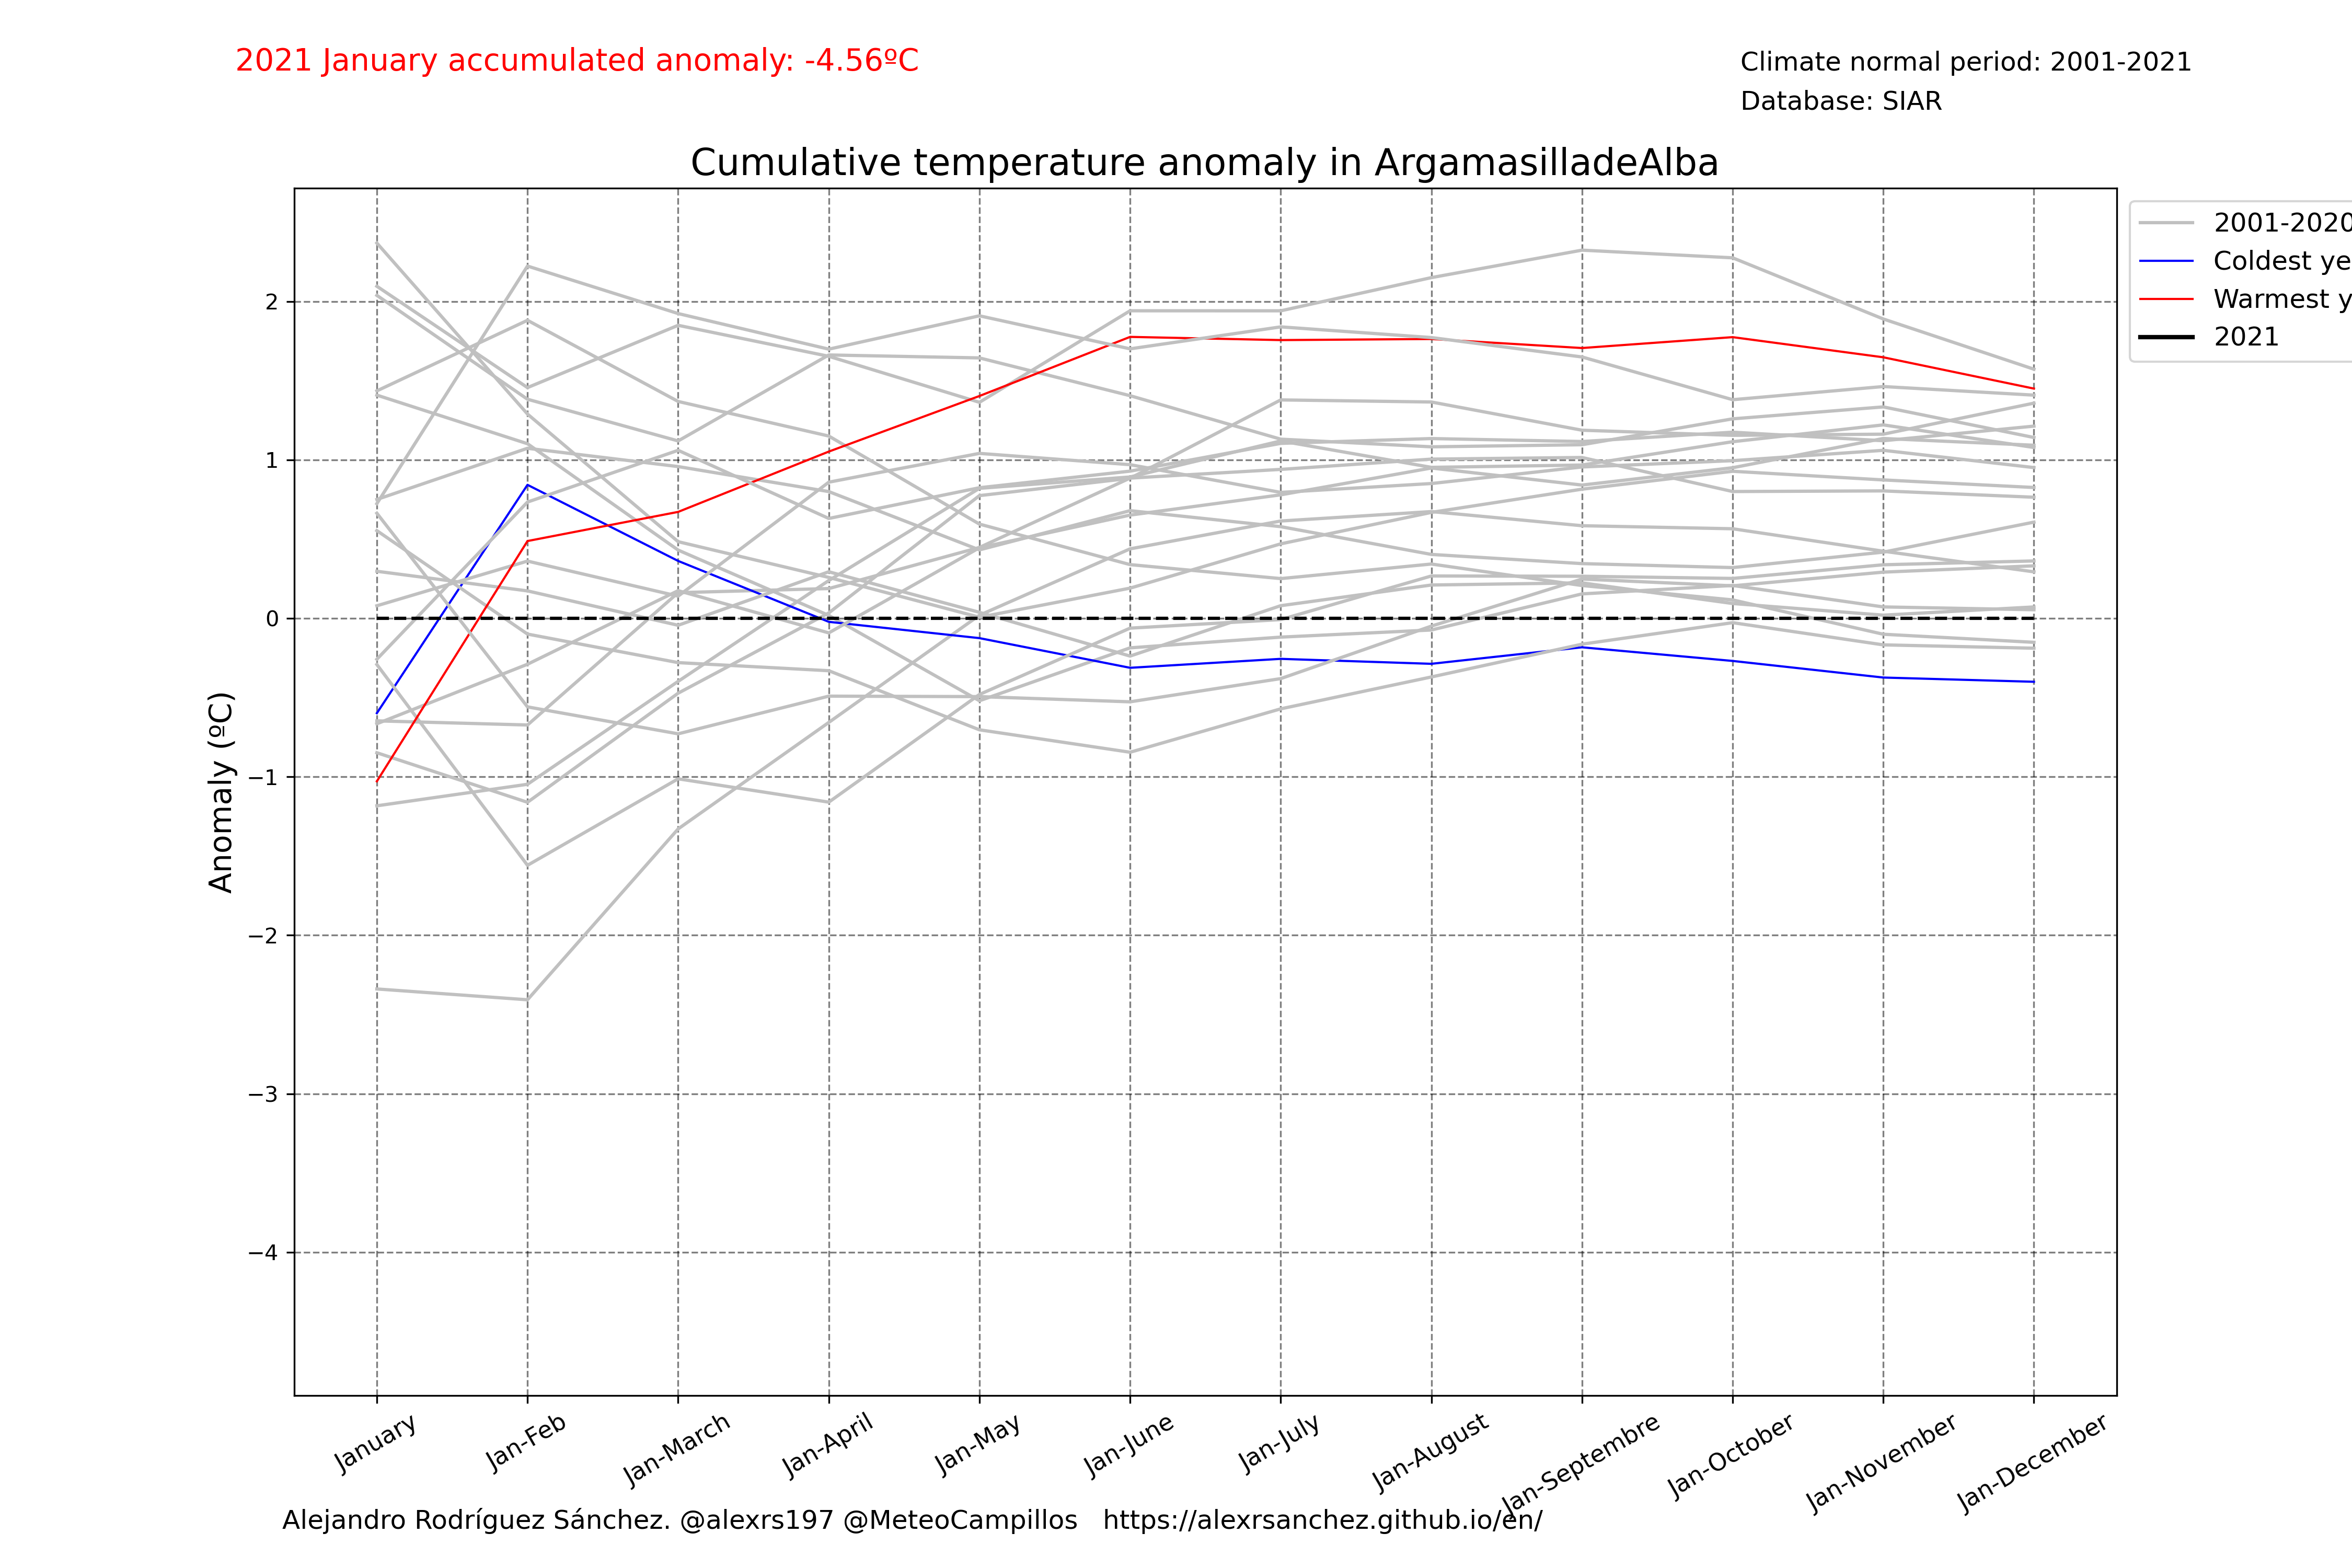 2021 January accumulated anomaly: -4.56ºC
Climate normal period: 2001-2021
Database: SIAR
Cumulative temperature anomaly in ArgamasilladeAlba
2001-2020
Coldest ye
Warmest y
2021
Anomaly (ºC)
2
1
0
−1
−2
−3
−4
January
Jan-Feb
Jan-March
Jan-April
Jan-May
Jan-June
Jan-July
Jan-August
Jan-Septembre
Jan-October
Jan-November
Jan-December
Alejandro Rodríguez Sánchez. @alexrs197 @MeteoCampillos https://alexrsanchez.github.io/en/